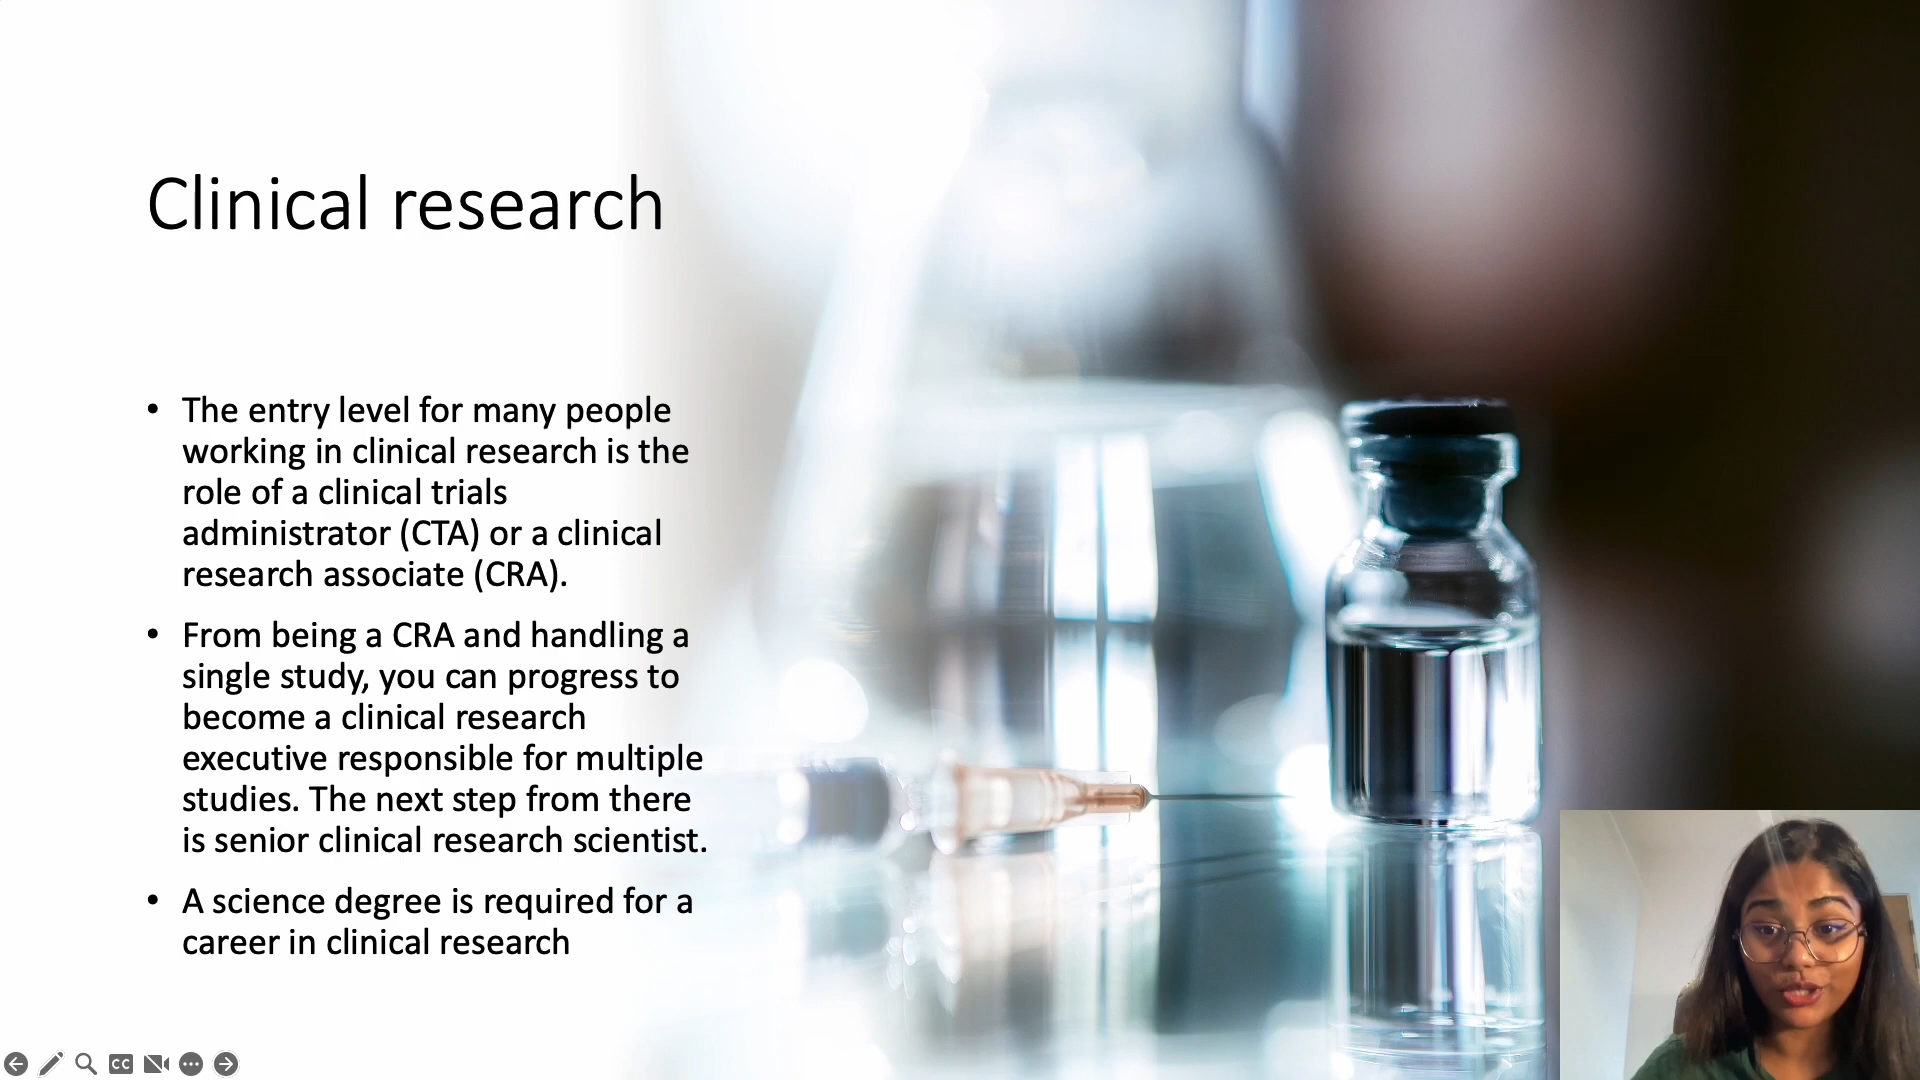 Clinical research
• The entry level for many people
working in clinical research is the
role of a clinical trials
administrator (CTA) or a clinical
research associate (CRA).
• From being a CRA and handling a
single study, you can progress to
become a clinical research
executive responsible for multiple
studies. The next step from there
is senior clinical research scientist.
• A science degree is required for a
career in clinical research
CC